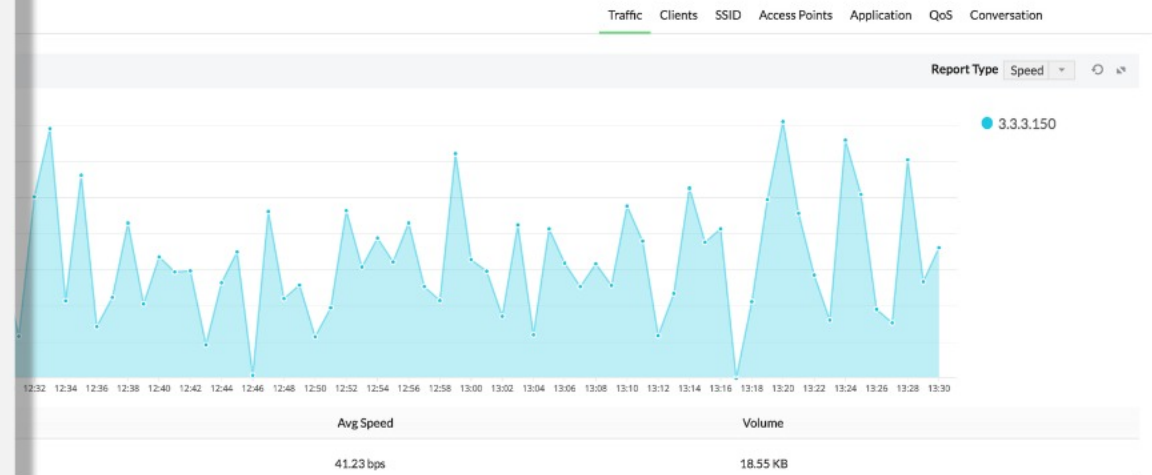 Traffic Clients SSID Access Points Application QoS Conversation
Report Type Speed
3.3.3.150
12:32 12:34 12:36 12:38 12:40 12:42 12:44 12:46 12:48 12:50 12:52 12:54 12:56 12:58 13:00 13:02 13:04 13:06 13:08 13:10 13:12 13:14 13:16 13:18 13:20 13:22 13:24 13:26 13:28 13:30
Avg Speed Volume
41.23 bps 18.55 KB